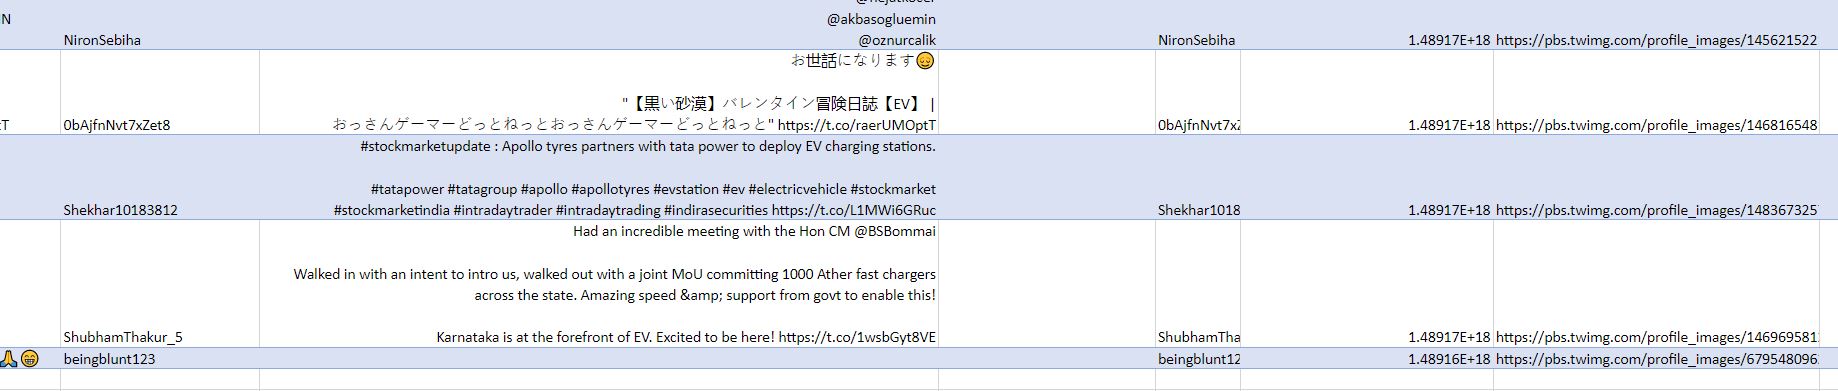 @akbasogluemin
NironSebiha @oznurcalik NironSebiha 1.48917E+18 https://pbs.twimg.com/profile_images/145621522
お世話になります😌
"【黒い砂漠】バレンタイン冒険日誌【EV】 |
0bAjfnNvt7xZet8 おっさんゲーマーどっとねっとおっさんゲーマーどっとねっと" https://t.co/raerUMOptT 0bAjfnNvt7xZ 1.48917E+18 https://pbs.twimg.com/profile_images/146816548
#stockmarketupdate : Apollo tyres partners with tata power to deploy EV charging stations.
#tatapower #tatagroup #apollo #apollotyres #evstation #ev #electricvehicle #stockmarket
Shekhar10183812 #stockmarketindia #intradaytrader #intradaytrading #indirasecurities https://t.co/L1MWi6GRuc Shekhar1018 1.48917E+18 https://pbs.twimg.com/profile_images/148367325
Had an incredible meeting with the Hon CM @BSBommai
Walked in with an intent to intro us, walked out with a joint MoU committing 1000 Ather fast chargers
across the state. Amazing speed &amp; support from govt to enable this!
ShubhamThakur_5 Karnataka is at the forefront of EV. Excited to be here! https://t.co/1wsbGyt8VE ShubhamTha 1.48917E+18 https://pbs.twimg.com/profile_images/146969581
🙏😁 beingblunt123 beingblunt12 1.48916E+18 https://pbs.twimg.com/profile_images/679548096